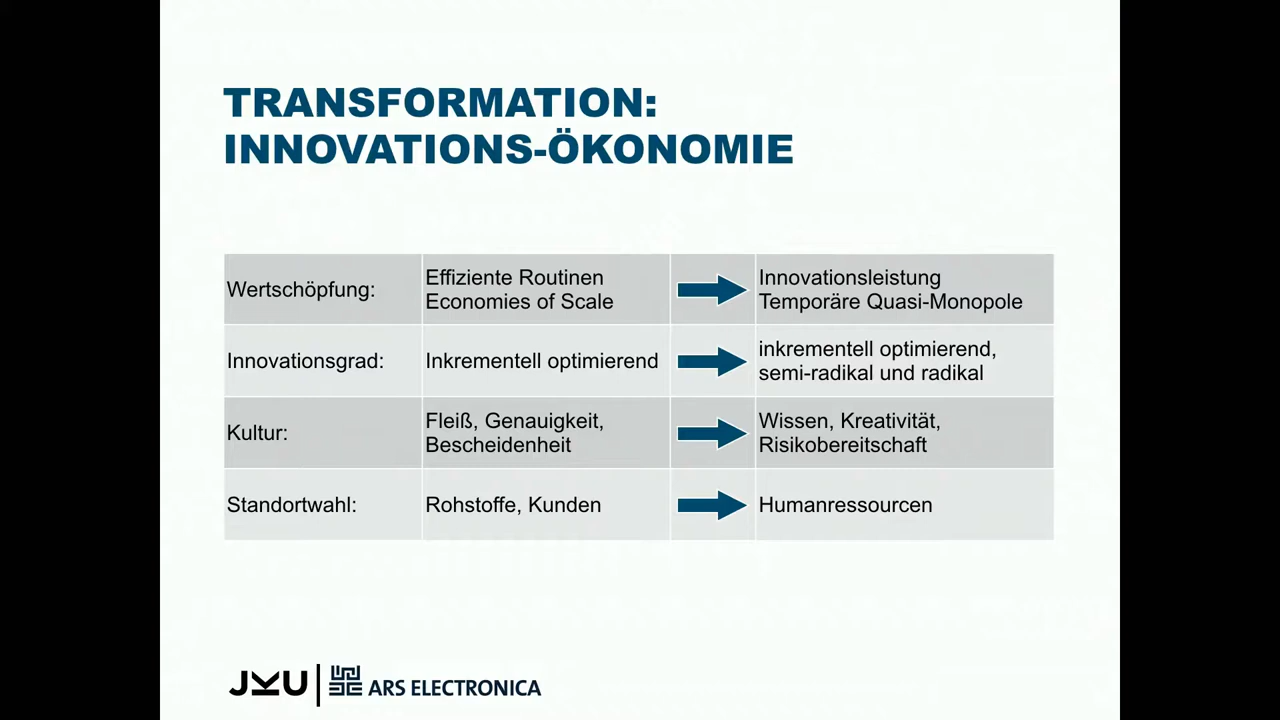 TRANSFORMATION:
INNOVATIONS-ÖKONOMIE
Wertschöpfung:
Effiziente Routinen
Economies of Scale
Innovationsleistung
Temporäre Quasi-Monopole
Innovationsgrad:
Inkrementell optimierend
inkrementell optimierend,
semi-radikal und radikal
Kultur:
Fleiß, Genauigkeit,
Bescheidenheit
Wissen, Kreativität,
Risikobereitschaft
Standortwahl:
Rohstoffe, Kunden
Humanressourcen
JKU
ARS ELECTRONICA